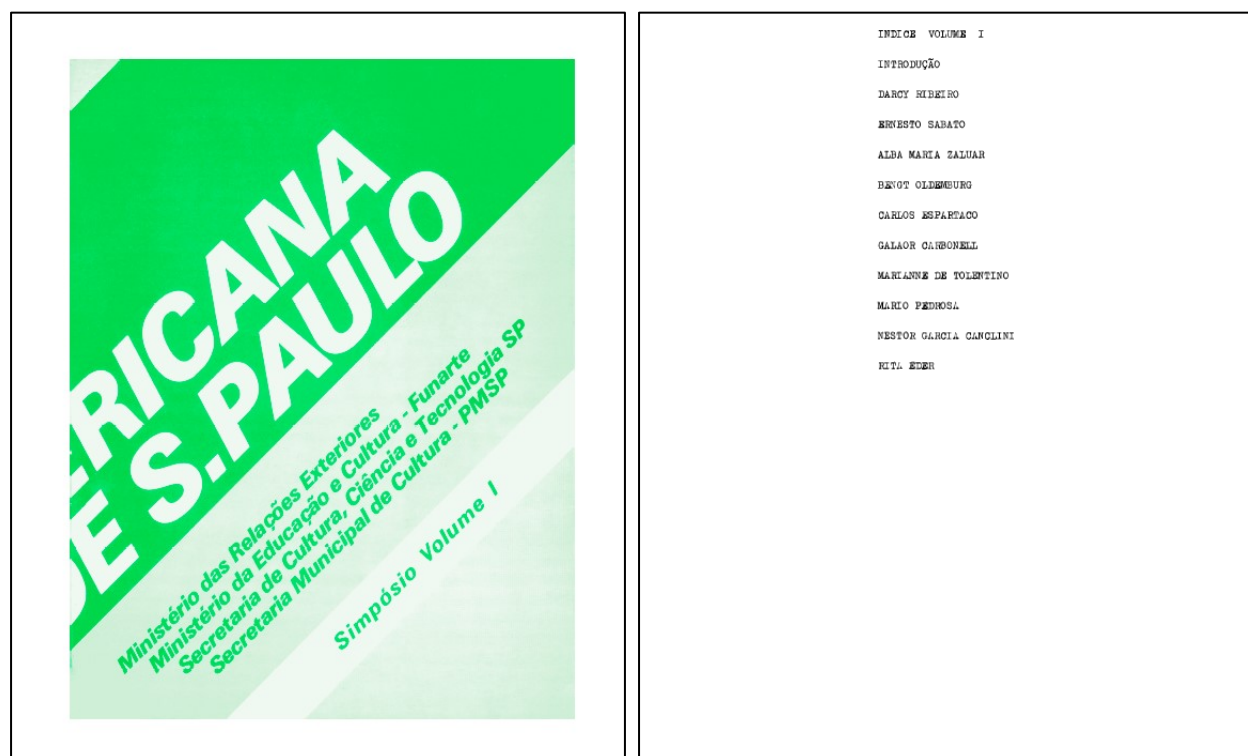 ERICANA
DE S.PAULO
Ministério das Relações Exteriores
Ministério da Educação e Cultura - Funarte
Secretaria de Cultura, Ciência e Tecnologia SP
Secretaria Municipal de Cultura - PMSP
Simpósio Volume I
INDICE VOLUME I
INTRODUÇÃO
DARCY RIBEIRO
ERNESTO SABATO
ALBA MARIA ZALUAR
BENGT OLDEMBURG
CARLOS ESPARTACO
GALAOR CARBONELL
MARIANNE DE TOLENTINO
MARIO PEDROSA
NESTOR GARCIA CANCLINI
RITA EDER